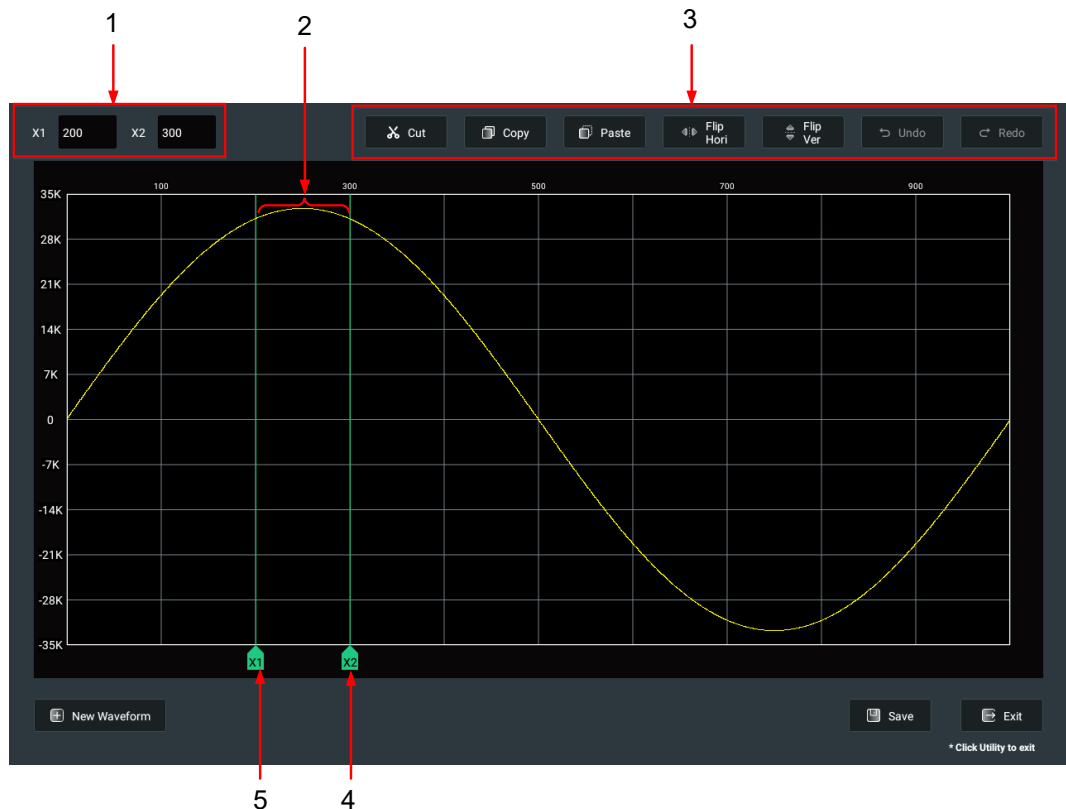 1 2 3
X1 200 X2 300 Cut Copy Paste Flip Hori Flip Ver Undo Redo
100 300 500 700 900
35K
28K
21K
14K
7K
0
-7K
-14K
-21K
-28K
-35K
X1 X2
New Waveform Save Exit
* Click Utility to exit
5 4